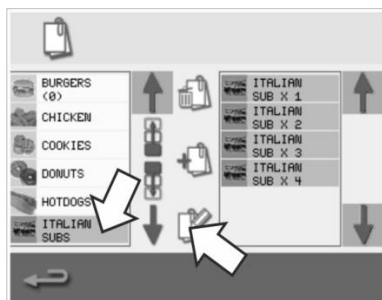 BURGERS
(0)
CHICKEN
COOKIES
DONUTS
HOTDOGS
ITALIAN
SUBS
ITALIAN
SUB X 1
ITALIAN
SUB X 2
ITALIAN
SUB X 3
ITALIAN
SUB X 4